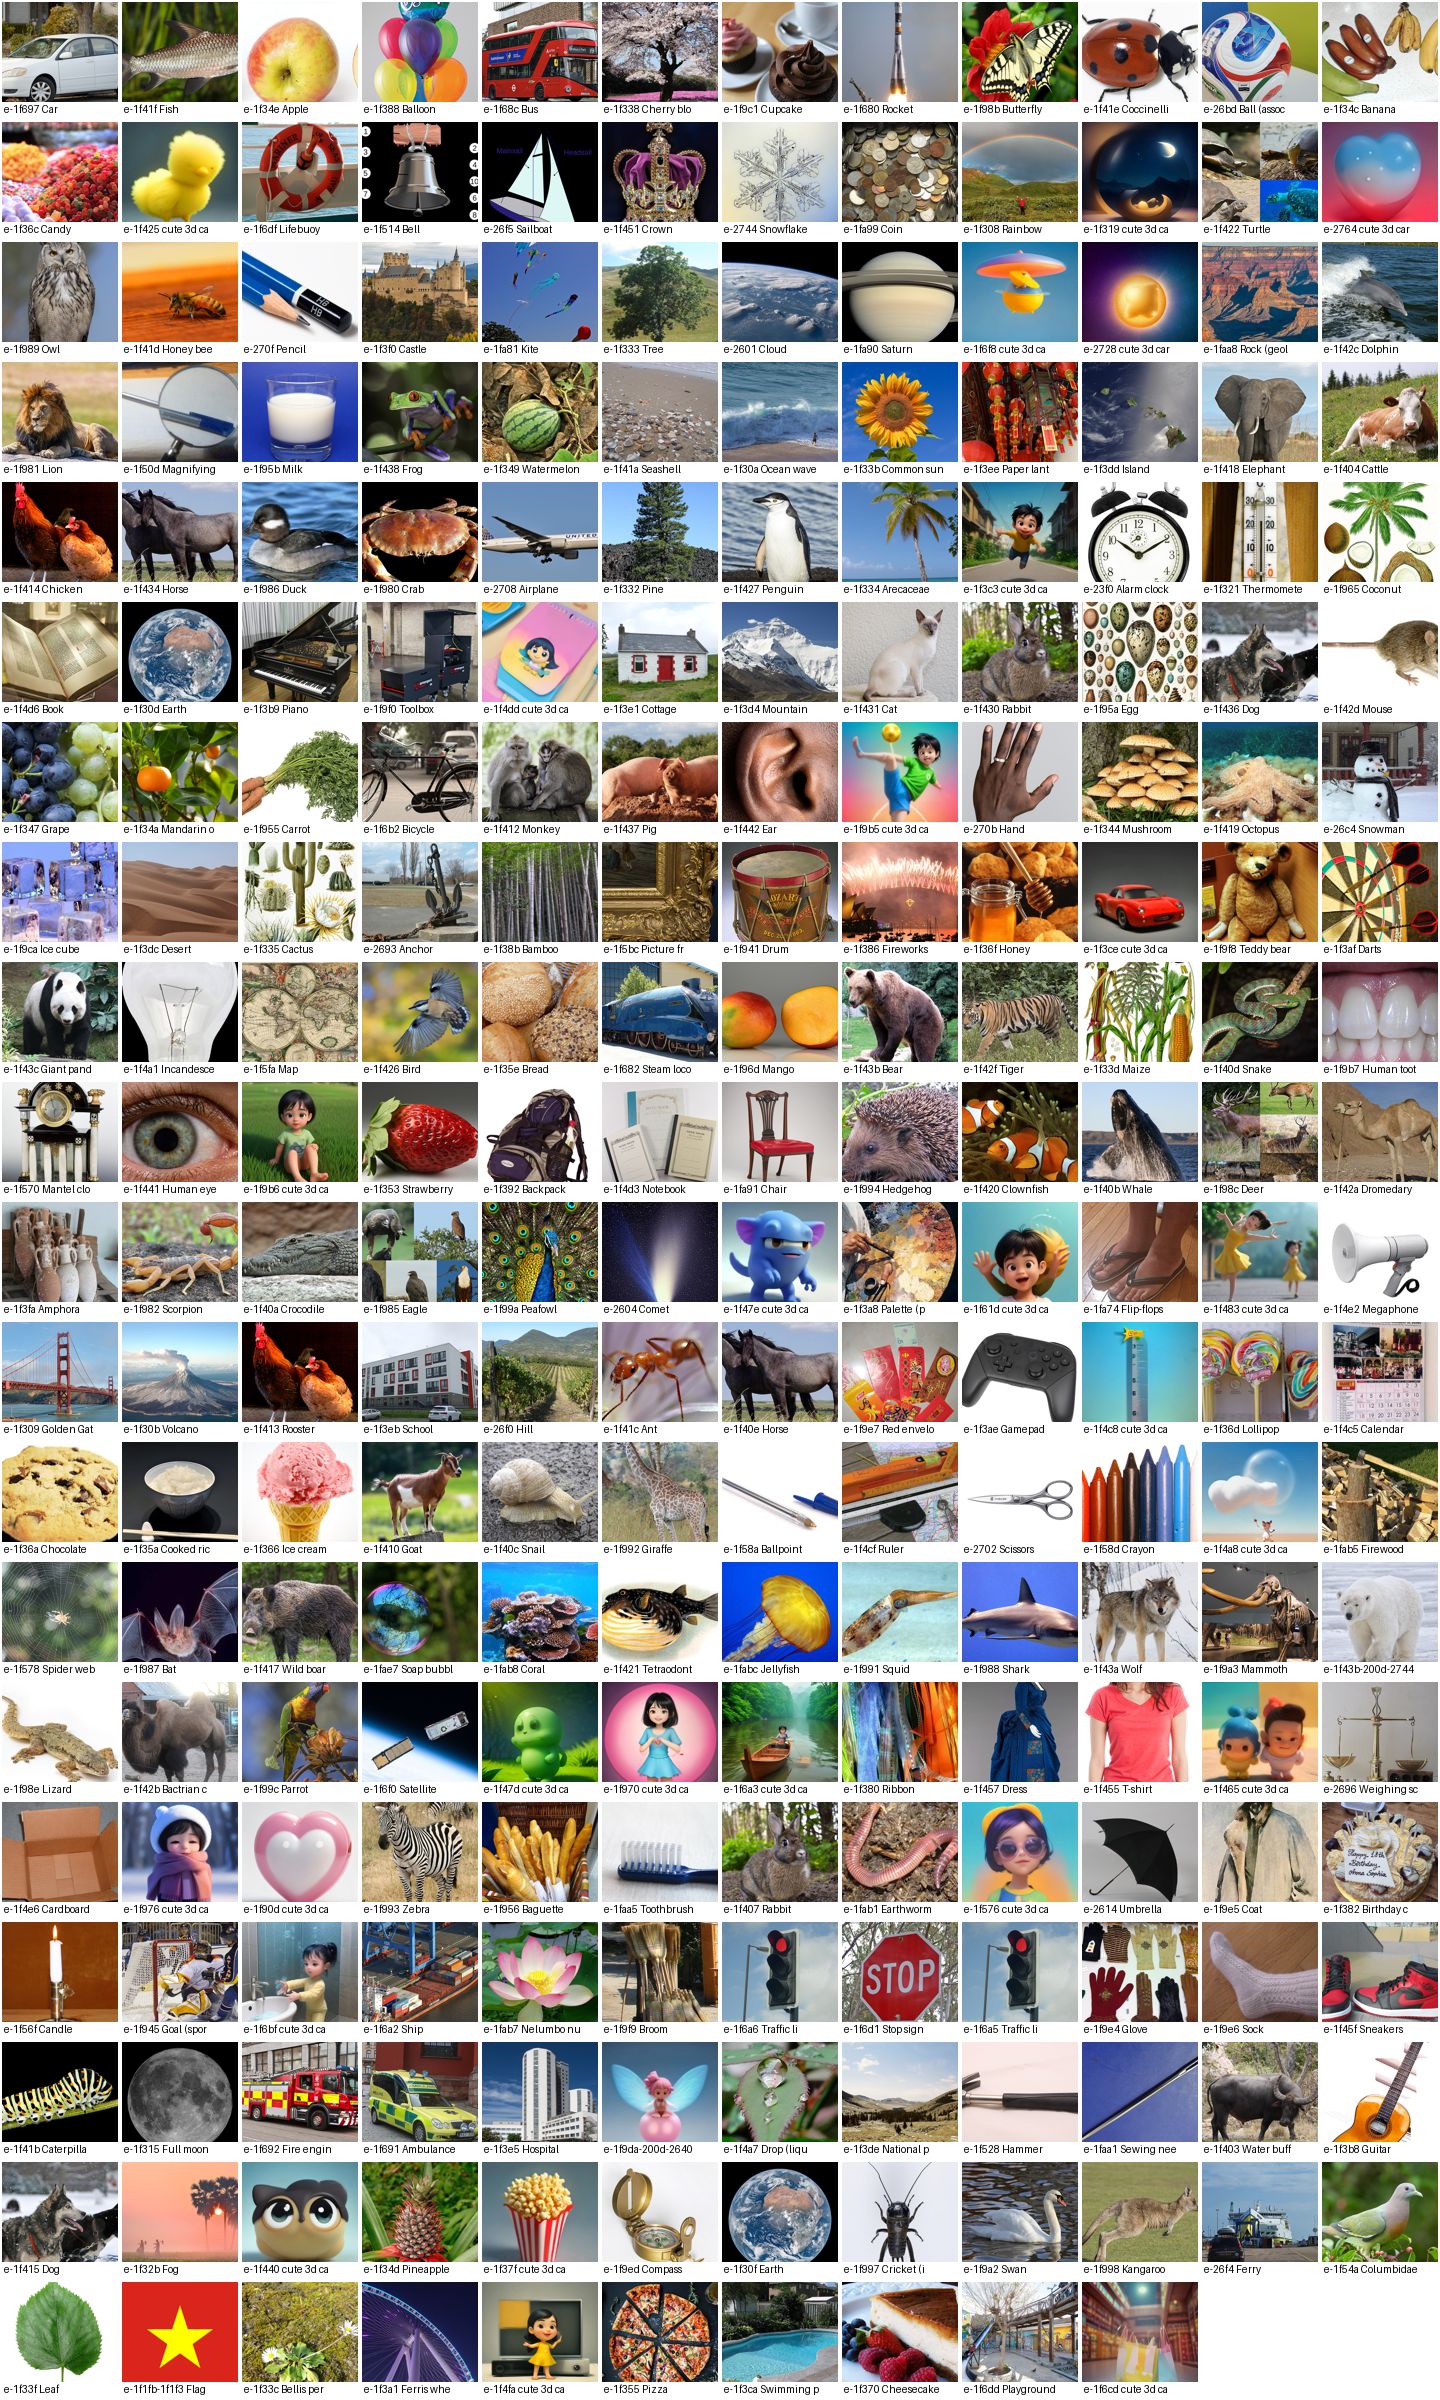 e-1f697 Car e-1f41f Fish e-1f34e Apple e-1f388 Balloon e-1f68c Bus e-1f338 Cherry blo e-1f9c1 Cupcake e-1f680 Rocket e-1f98b Butterfly e-1f41e Coccinelli e-26bd Ball (assoc e-1f34c Banana
Mainsail Headsail
e-1f36c Candy e-1f425 cute 3d ca e-1f6df Lifebuoy e-1f514 Bell e-26f5 Sailboat e-1f451 Crown e-2744 Snowflake e-1fa99 Coin e-1f308 Rainbow e-1f319 cute 3d ca e-1f422 Turtle e-2764 cute 3d car
HB HB
e-1f989 Owl e-1f41d Honey bee e-270f Pencil e-1f3f0 Castle e-1fa81 Kite e-1f333 Tree e-2601 Cloud e-1fa90 Saturn e-1f6f8 cute 3d ca e-2728 cute 3d car e-1faa8 Rock (geol e-1f42c Dolphin
e-1f981 Lion e-1f50d Magnifying e-1f95b Milk e-1f438 Frog e-1f349 Watermelon e-1f41a Seashell e-1f30a Ocean wave e-1f33b Common sun e-1f3ee Paper lant e-1f3dd Island e-1f418 Elephant e-1f404 Cattle
UNITED
e-1f414 Chicken e-1f434 Horse e-1f986 Duck e-1f980 Crab e-2708 Airplane e-1f332 Pine e-1f427 Penguin e-1f334 Arecaceae e-1f3c3 cute 3d ca e-23f0 Alarm clock e-1f321 Thermomete e-1f965 Coconut
e-1f4d6 Book e-1f30d Earth e-1f3b9 Piano e-1f9f0 Toolbox e-1f4dd cute 3d ca e-1f3e1 Cottage e-1f3d4 Mountain e-1f431 Cat e-1f430 Rabbit e-1f95a Egg e-1f436 Dog e-1f42d Mouse
e-1f347 Grape e-1f34a Mandarin o e-1f955 Carrot e-1f6b2 Bicycle e-1f412 Monkey e-1f437 Pig e-1f442 Ear e-1f9b5 cute 3d ca e-270b Hand e-1f344 Mushroom e-1f419 Octopus e-26c4 Snowman
MOZART
e-1f9ca Ice cube e-1f3dc Desert e-1f335 Cactus e-2693 Anchor e-1f38b Bamboo e-1f5bc Picture fr e-1f941 Drum e-1f386 Fireworks e-1f36f Honey e-1f3ce cute 3d ca e-1f9f8 Teddy bear e-1f3af Darts
e-1f43c Giant pand e-1f4a1 Incandesce e-1f5fa Map e-1f426 Bird e-1f35e Bread e-1f682 Steam loco e-1f96d Mango e-1f43b Bear e-1f42f Tiger e-1f33d Maize e-1f40d Snake e-1f9b7 Human toot
e-1f570 Mantel clo e-1f441 Human eye e-1f9b6 cute 3d ca e-1f353 Strawberry e-1f392 Backpack e-1f4d3 Notebook e-1fa91 Chair e-1f994 Hedgehog e-1f420 Clownfish e-1f40b Whale e-1f98c Deer e-1f42a Dromedary
e-1f3fa Amphora e-1f982 Scorpion e-1f40a Crocodile e-1f985 Eagle e-1f99a Peafowl e-2604 Comet e-1f47e cute 3d ca e-1f3a8 Palette (p e-1f61d cute 3d ca e-1fa74 Flip-flops e-1f483 cute 3d ca e-1f4e2 Megaphone
e-1f309 Golden Gat e-1f30b Volcano e-1f413 Rooster e-1f3eb School e-26f0 Hill e-1f41c Ant e-1f40e Horse e-1f9e7 Red envelo e-1f3ae Gamepad e-1f4c8 cute 3d ca e-1f36d Lollipop e-1f4c5 Calendar
e-1f36a Chocolate e-1f35a Cooked ric e-1f366 Ice cream e-1f410 Goat e-1f40c Snail e-1f992 Giraffe e-1f58a Ballpoint e-1f4cf Ruler e-2702 Scissors e-1f58d Crayon e-1f4a8 cute 3d ca e-1fab5 Firewood
e-1f578 Spider web e-1f987 Bat e-1f417 Wild boar e-1fae7 Soap bubbl e-1fab8 Coral e-1f421 Tetraodont e-1fabc Jellyfish e-1f991 Squid e-1f988 Shark e-1f43a Wolf e-1f9a3 Mammoth e-1f43b-200d-2744
e-1f98e Lizard e-1f42b Bactrian c e-1f99c Parrot e-1f6f0 Satellite e-1f47d cute 3d ca e-1f970 cute 3d ca e-1f6a3 cute 3d ca e-1f380 Ribbon e-1f457 Dress e-1f455 T-shirt e-1f465 cute 3d ca e-2696 Weighing sc
Happy 18th
Birthday,
e-1f4e6 Cardboard e-1f976 cute 3d ca e-1f90d cute 3d ca e-1f993 Zebra e-1f956 Baguette e-1faa5 Toothbrush e-1f407 Rabbit e-1fab1 Earthworm e-1f576 cute 3d ca e-2614 Umbrella e-1f9e5 Coat e-1f382 Birthday c
STOP
e-1f56f Candle e-1f945 Goal (spor e-1f6bf cute 3d ca e-1f6a2 Ship e-1fab7 Nelumbo nu e-1f9f9 Broom e-1f6a6 Traffic li e-1f6d1 Stop sign e-1f6a5 Traffic li e-1f9e4 Glove e-1f9e6 Sock e-1f45f Sneakers
e-1f41b Caterpilla e-1f315 Full moon e-1f692 Fire engin e-1f691 Ambulance e-1f3e5 Hospital e-1f9da-200d-2640 e-1f4a7 Drop (liqu e-1f3de National p e-1f528 Hammer e-1faa1 Sewing nee e-1f403 Water buff e-1f3b8 Guitar
e-1f415 Dog e-1f32b Fog e-1f440 cute 3d ca e-1f34d Pineapple e-1f37f cute 3d ca e-1f9ed Compass e-1f30f Earth e-1f997 Cricket (i e-1f9a2 Swan e-1f998 Kangaroo e-26f4 Ferry e-1f54a Columbidae
e-1f33f Leaf e-1f1fb-1f1f3 Flag e-1f33c Bellis per e-1f3a1 Ferris whe e-1f4fa cute 3d ca e-1f355 Pizza e-1f3ca Swimming p e-1f370 Cheesecake e-1f6dd Playground e-1f6cd cute 3d ca